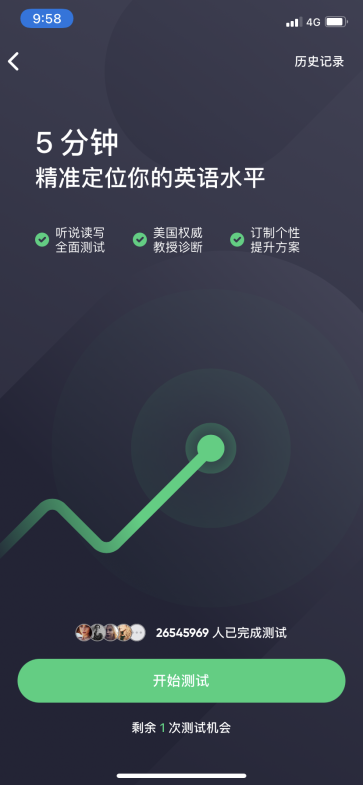 9:58
4G
历史记录
5 分钟
精准定位你的英语水平
听说读写
全面测试
美国权威
教授诊断
订制个性
提升方案
26545969 人已完成测试
开始测试
剩余 1 次测试机会